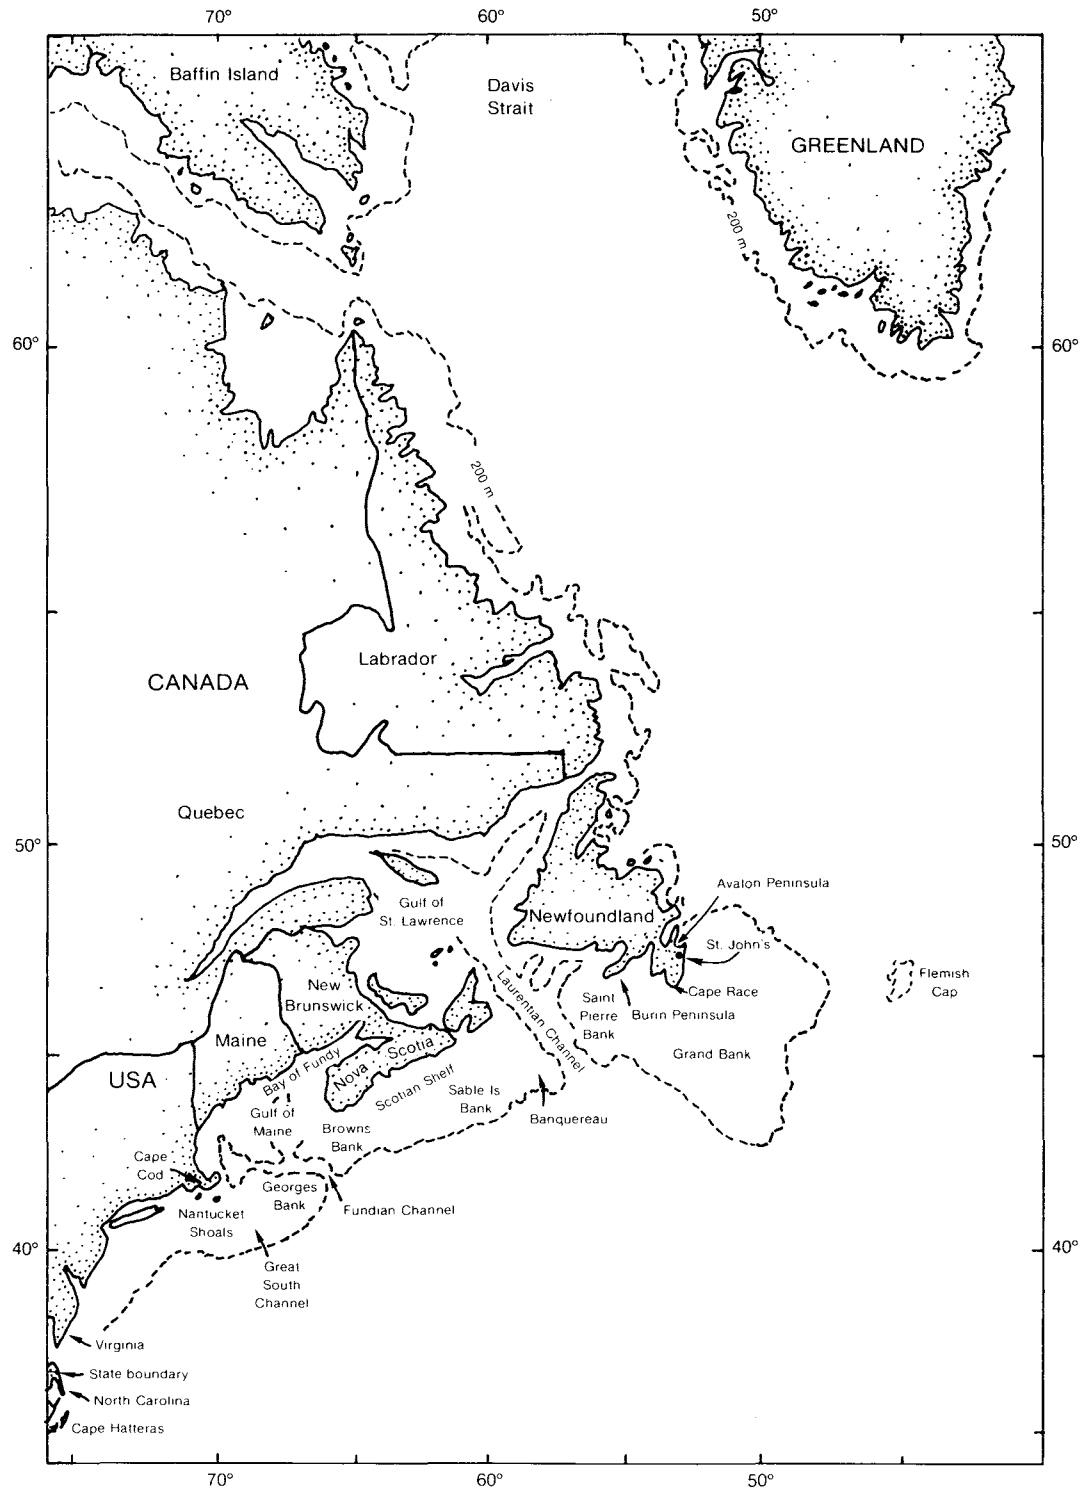 70°
60°
50°
Baffin Island
Davis
Strait
GREENLAND
200 m
60°
60°
200 m
Labrador
CANADA
Quebec
50°
50°
Avalon Peninsula
Gulf of
St. Lawrence
Newfoundland
St. John's
Flemish
Cap
New
Brunswick
Laurentian Channel
Saint
Pierre
Bank
Cape Race
Burin Peninsula
Maine
Grand Bank
USA
Bay of Fundy
Nova Scotia
Scotian Shelf
Sable Is
Bank
Banquereau
Gulf of
Maine
Browns
Bank
Cape
Cod
Georges
Bank
Fundian Channel
Nantucket
Shoals
40°
40°
Great
South
Channel
Virginia
State boundary
North Carolina
Cape Hatteras
70°
60°
50°